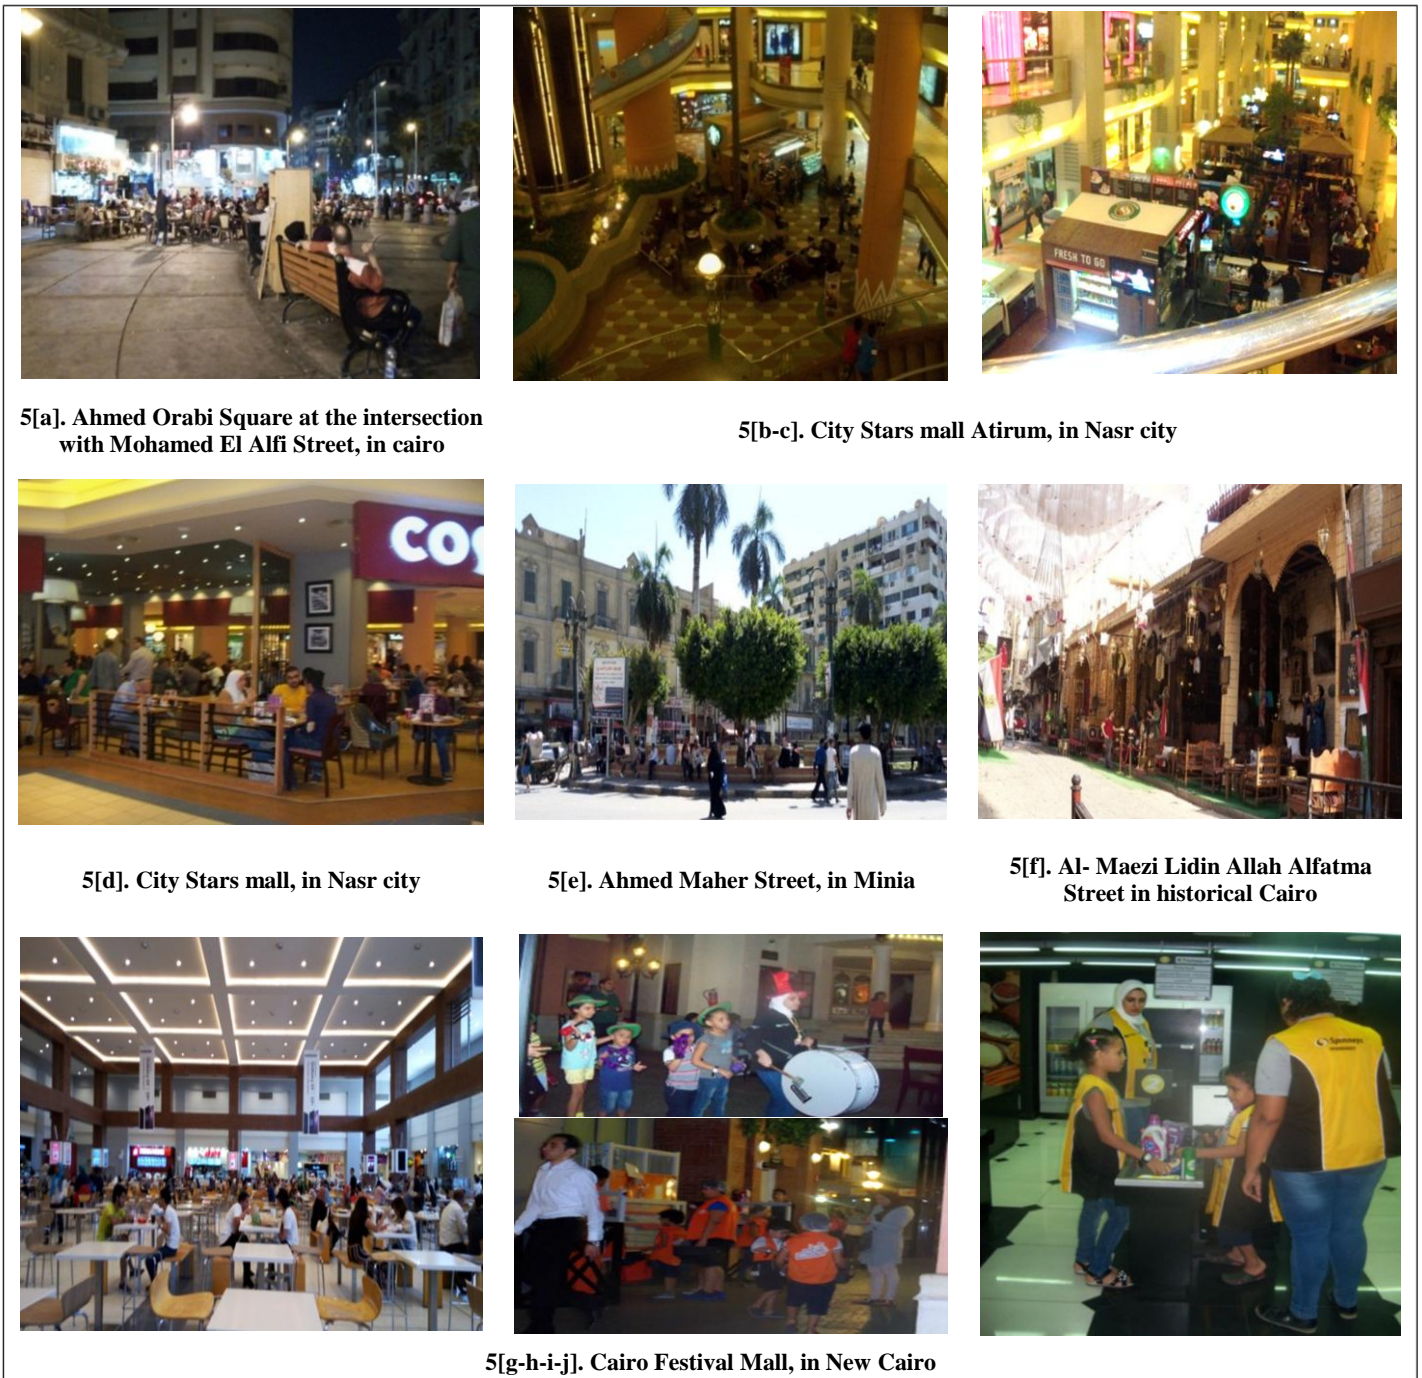 FRESH TO GO
5[a]. Ahmed Orabi Square at the intersection
with Mohamed El Alfi Street, in cairo
5[b-c]. City Stars mall Atirum, in Nasr city
COS
5[d]. City Stars mall, in Nasr city
5[e]. Ahmed Maher Street, in Minia
5[f]. Al- Maezi Lidin Allah Alfatma
Street in historical Cairo
Spinneys
5[g-h-i-j]. Cairo Festival Mall, in New Cairo